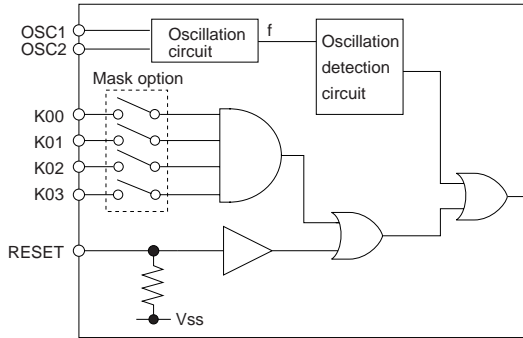 OSC1
OSC2
Oscillation
circuit
f
Oscillation
detection
circuit
Mask option
K00
K01
K02
K03
RESET
Vss